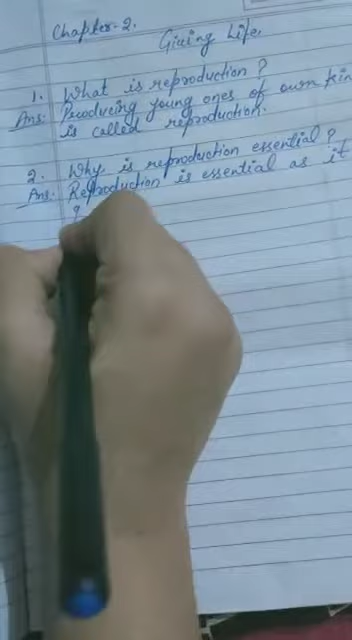 Chapter-2.
Giving Life.
1. What is reproduction ?
Ans: Producing young ones of own kin
is called reproduction.
2. Why is reproduction essential ?
Ans: Reproduction is essential as it